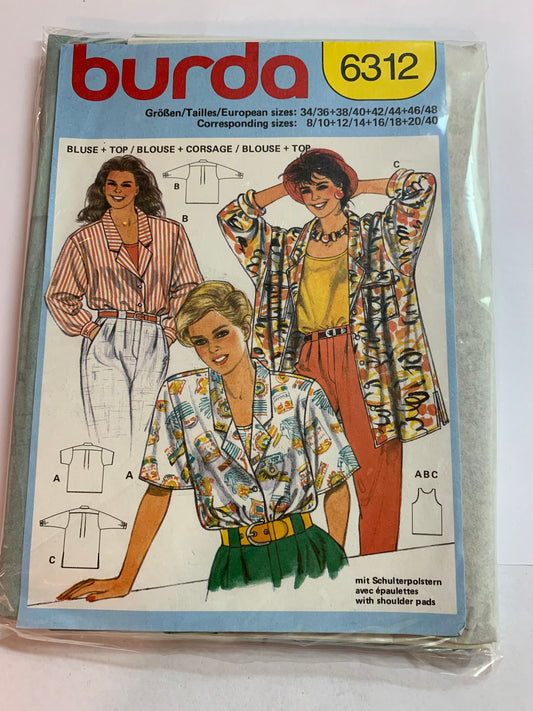 burda
6312
Größen/Tailles/European sizes: 34/36+38/40+42/44+46/48
Corresponding sizes: 8/10+12/14+16/18+20/40
BLUSE + TOP / BLOUSE + CORSAGE / BLOUSE + TOP
B
C
B
A
A
C
ABC
mit Schulterpolstern
avec épaulettes
with shoulder pads